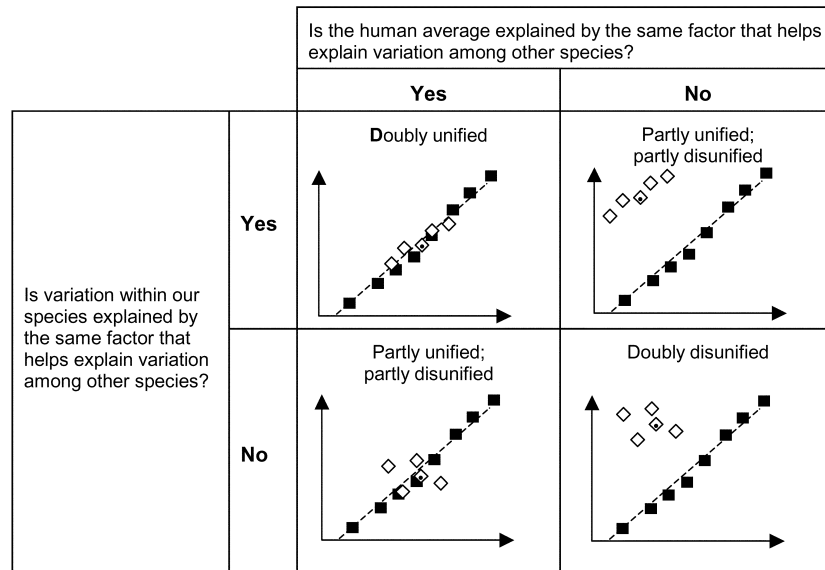 Is the human average explained by the same factor that helps
explain variation among other species?
Yes
No
Doubly unified
Partly unified;
partly disunified
Yes
Is variation within our
species explained by
the same factor that
helps explain variation
among other species?
Partly unified;
partly disunified
Doubly disunified
No